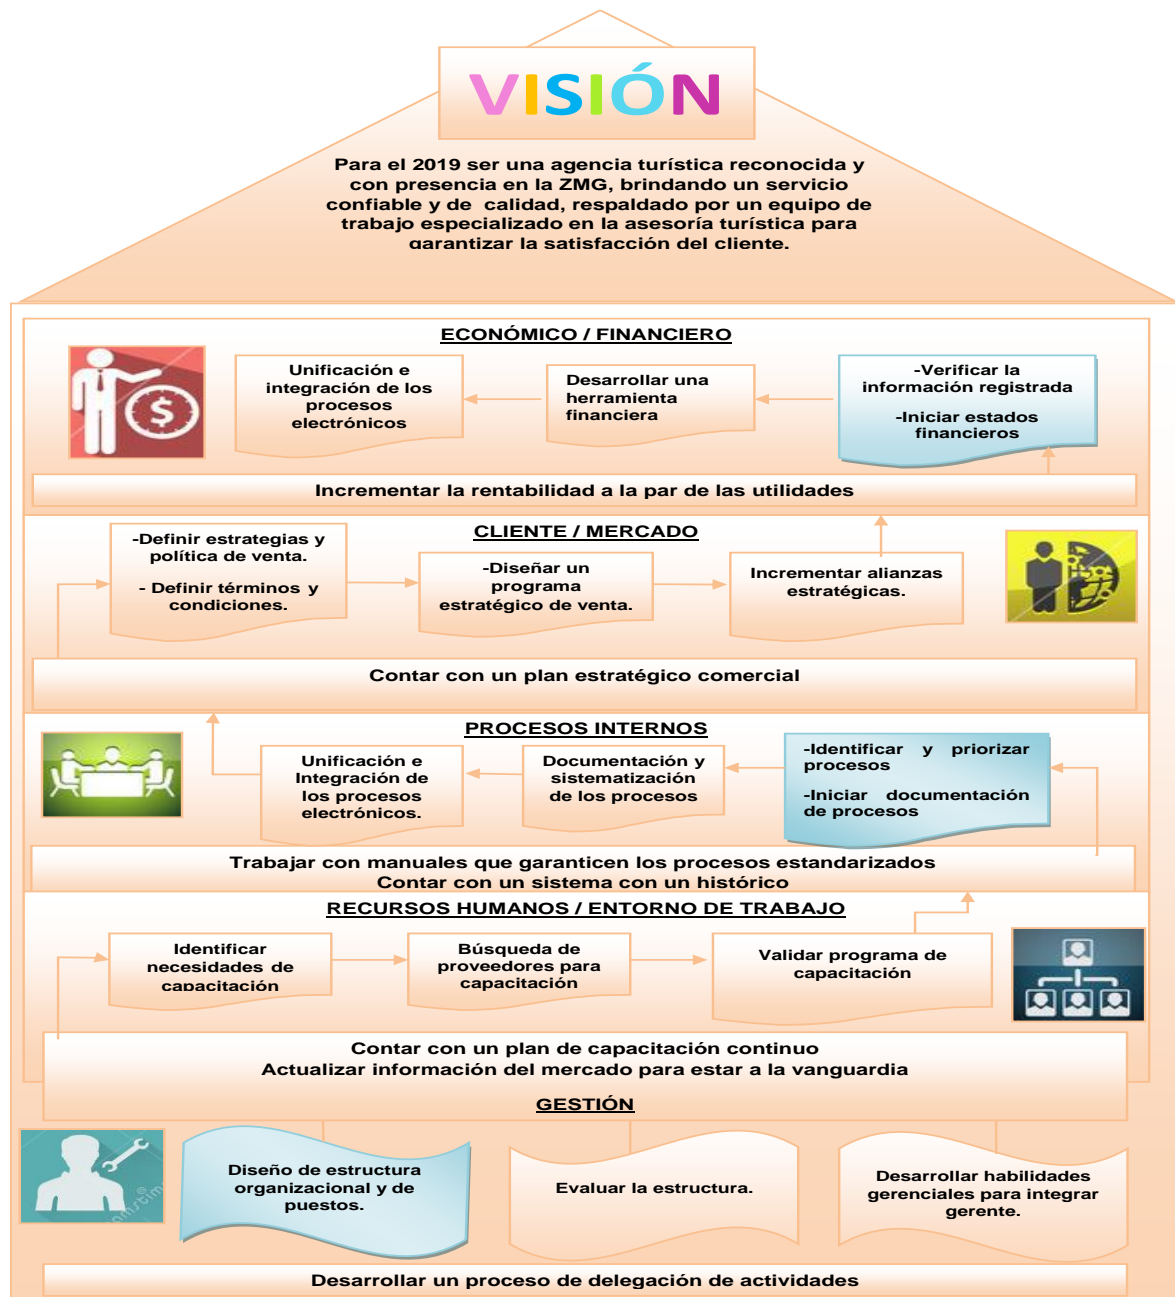 VISIÓN
Para el 2019 ser una agencia turística reconocida y
con presencia en la ZMG, brindando un servicio
confiable y de calidad, respaldado por un equipo de
trabajo especializado en la asesoría turística para
garantizar la satisfacción del cliente.
ECONÓMICO / FINANCIERO
Unificación e
integración de los
procesos
electrónicos
Desarrollar una
herramienta
financiera
-Verificar la
información registrada
-Iniciar estados
financieros
$
Incrementar la rentabilidad a la par de las utilidades
CLIENTE / MERCADO
-Definir estrategias y
política de venta.
- Definir términos y
condiciones.
-Diseñar un
programa
estratégico de venta.
Incrementar alianzas
estratégicas.
Contar con un plan estratégico comercial
PROCESOS INTERNOS
Unificación e
Integración de
los procesos
electrónicos.
Documentación y
sistematización
de los procesos
-Identificar y priorizar
procesos
-Iniciar documentación
de procesos
Trabajar con manuales que garanticen los procesos estandarizados
Contar con un sistema con un histórico
RECURSOS HUMANOS / ENTORNO DE TRABAJO
Identificar
necesidades de
capacitación
Búsqueda de
proveedores para
capacitación
Validar programa de
capacitación
Contar con un plan de capacitación continuo
Actualizar información del mercado para estar a la vanguardia
GESTIÓN
Diseño de estructura
organizacional y de
puestos.
Evaluar la estructura.
Desarrollar habilidades
gerenciales para integrar
gerente.
Desarrollar un proceso de delegación de actividades